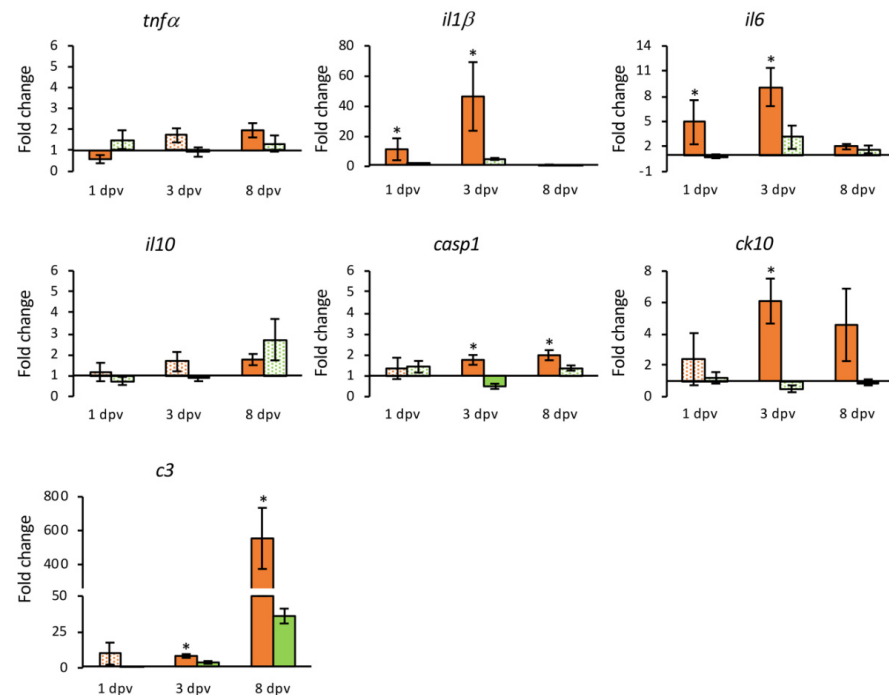 tnfα
Fold change
6
5
4
3
2
1
0
1 dpv 3 dpv 8 dpv
il1β
Fold change
80
60
40
20
0
* *
1 dpv 3 dpv 8 dpv
il6
Fold change
14
11
8
5
2
-1
* *
1 dpv 3 dpv 8 dpv
il10
Fold change
6
5
4
3
2
1
0
1 dpv 3 dpv 8 dpv
casp1
Fold change
6
5
4
3
2
1
0
* *
1 dpv 3 dpv 8 dpv
ck10
Fold change
8
6
4
2
0
*
1 dpv 3 dpv 8 dpv
c3
Fold change
800
600
400
50
25
0
* *
1 dpv 3 dpv 8 dpv